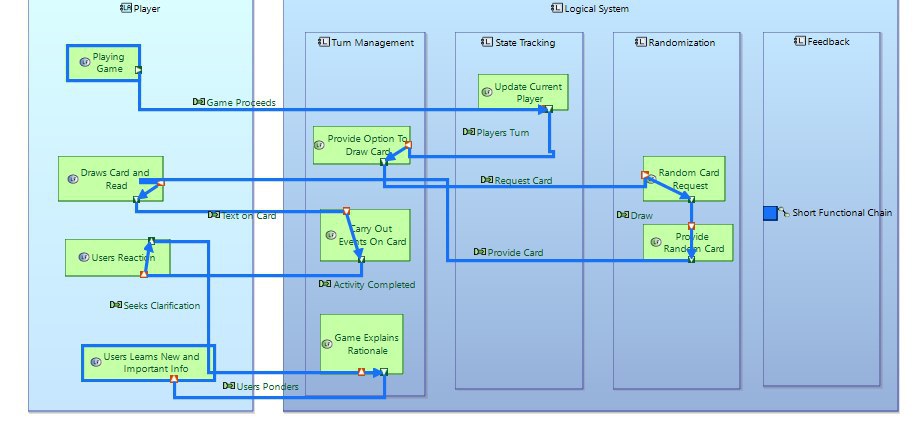 Player
Logical System
Turn Management
State Tracking
Randomization
Feedback
Playing
Game
Game Proceeds
Update Current
Player
Players Turn
Provide Option To
Draw Card
Draws Card and
Read
Request Card
Random Card
Request
Text on Card
Draw
Short Functional Chain
Carry Out
Events On Card
Provide
Random Card
Users Reaction
Provide Card
Activity Completed
Seeks Clarification
Game Explains
Rationale
Users Learns New and
Important Info
Users Ponders